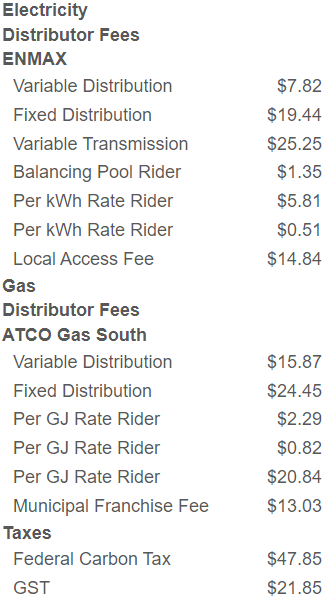 Electricity
Distributor Fees
ENMAX
Variable Distribution $7.82
Fixed Distribution $19.44
Variable Transmission $25.25
Balancing Pool Rider $1.35
Per kWh Rate Rider $5.81
Per kWh Rate Rider $0.51
Local Access Fee $14.84
Gas
Distributor Fees
ATCO Gas South
Variable Distribution $15.87
Fixed Distribution $24.45
Per GJ Rate Rider $2.29
Per GJ Rate Rider $0.82
Per GJ Rate Rider $20.84
Municipal Franchise Fee $13.03
Taxes
Federal Carbon Tax $47.85
GST $21.85